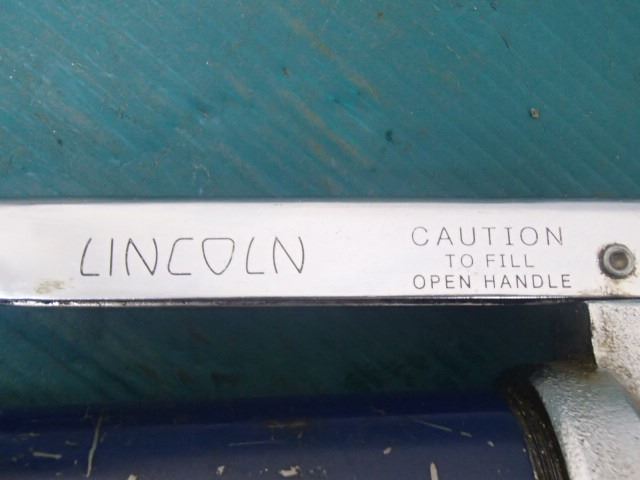 LINCOLN
CAUTION
TO FILL
OPEN HANDLE